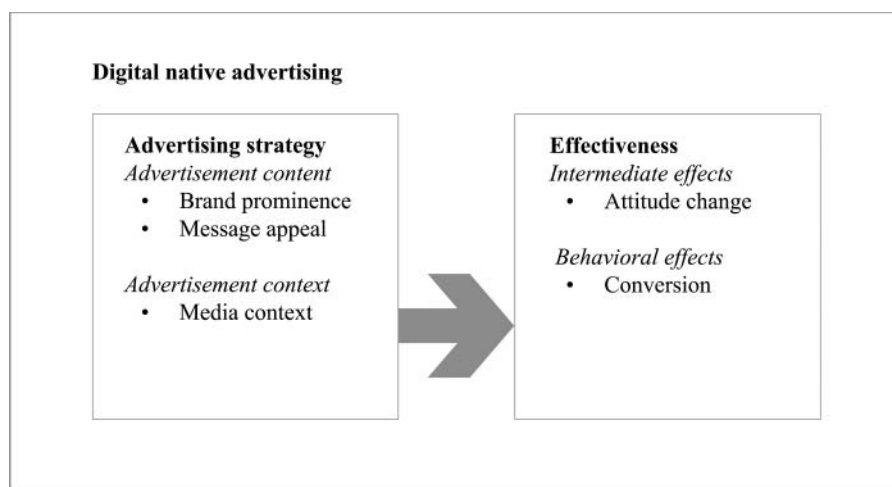 Digital native advertising
Advertising strategy
Advertisement content
• Brand prominence
• Message appeal
Advertisement context
• Media context
Effectiveness
Intermediate effects
• Attitude change
Behavioral effects
• Conversion